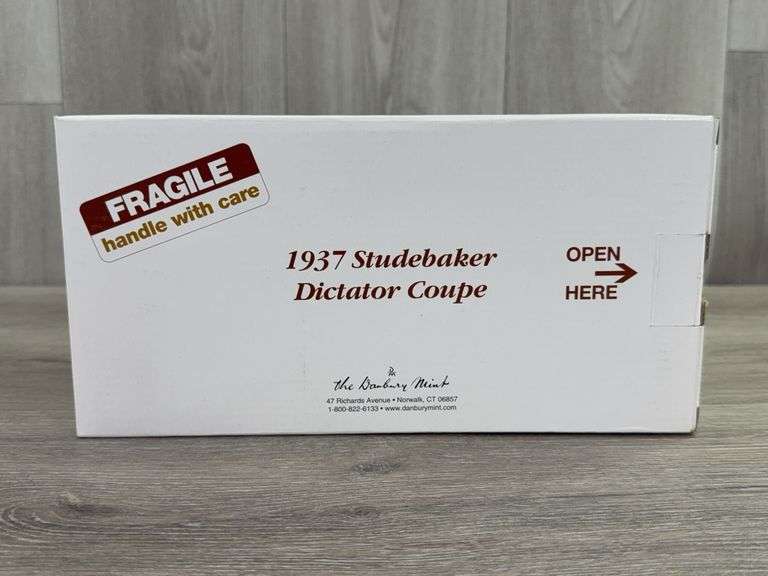 FRAGILE
handle with care
1937 Studebaker
Dictator Coupe
OPEN
HERE
The Danbury Mint
47 Richards Avenue • Norwalk, CT 06857
1-800-822-6133 • www.danburymint.com